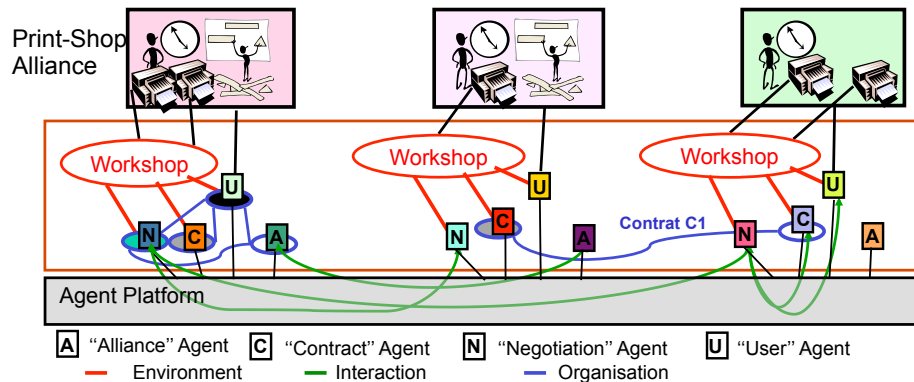 Print-Shop
Alliance
Workshop
Workshop
Workshop
U
U
U
N
C
A
N
C
A
Contrat C1
N
C
A
Agent Platform
A "Alliance" Agent
C "Contract" Agent
N "Negotiation" Agent
U "User" Agent
Environment
Interaction
Organisation